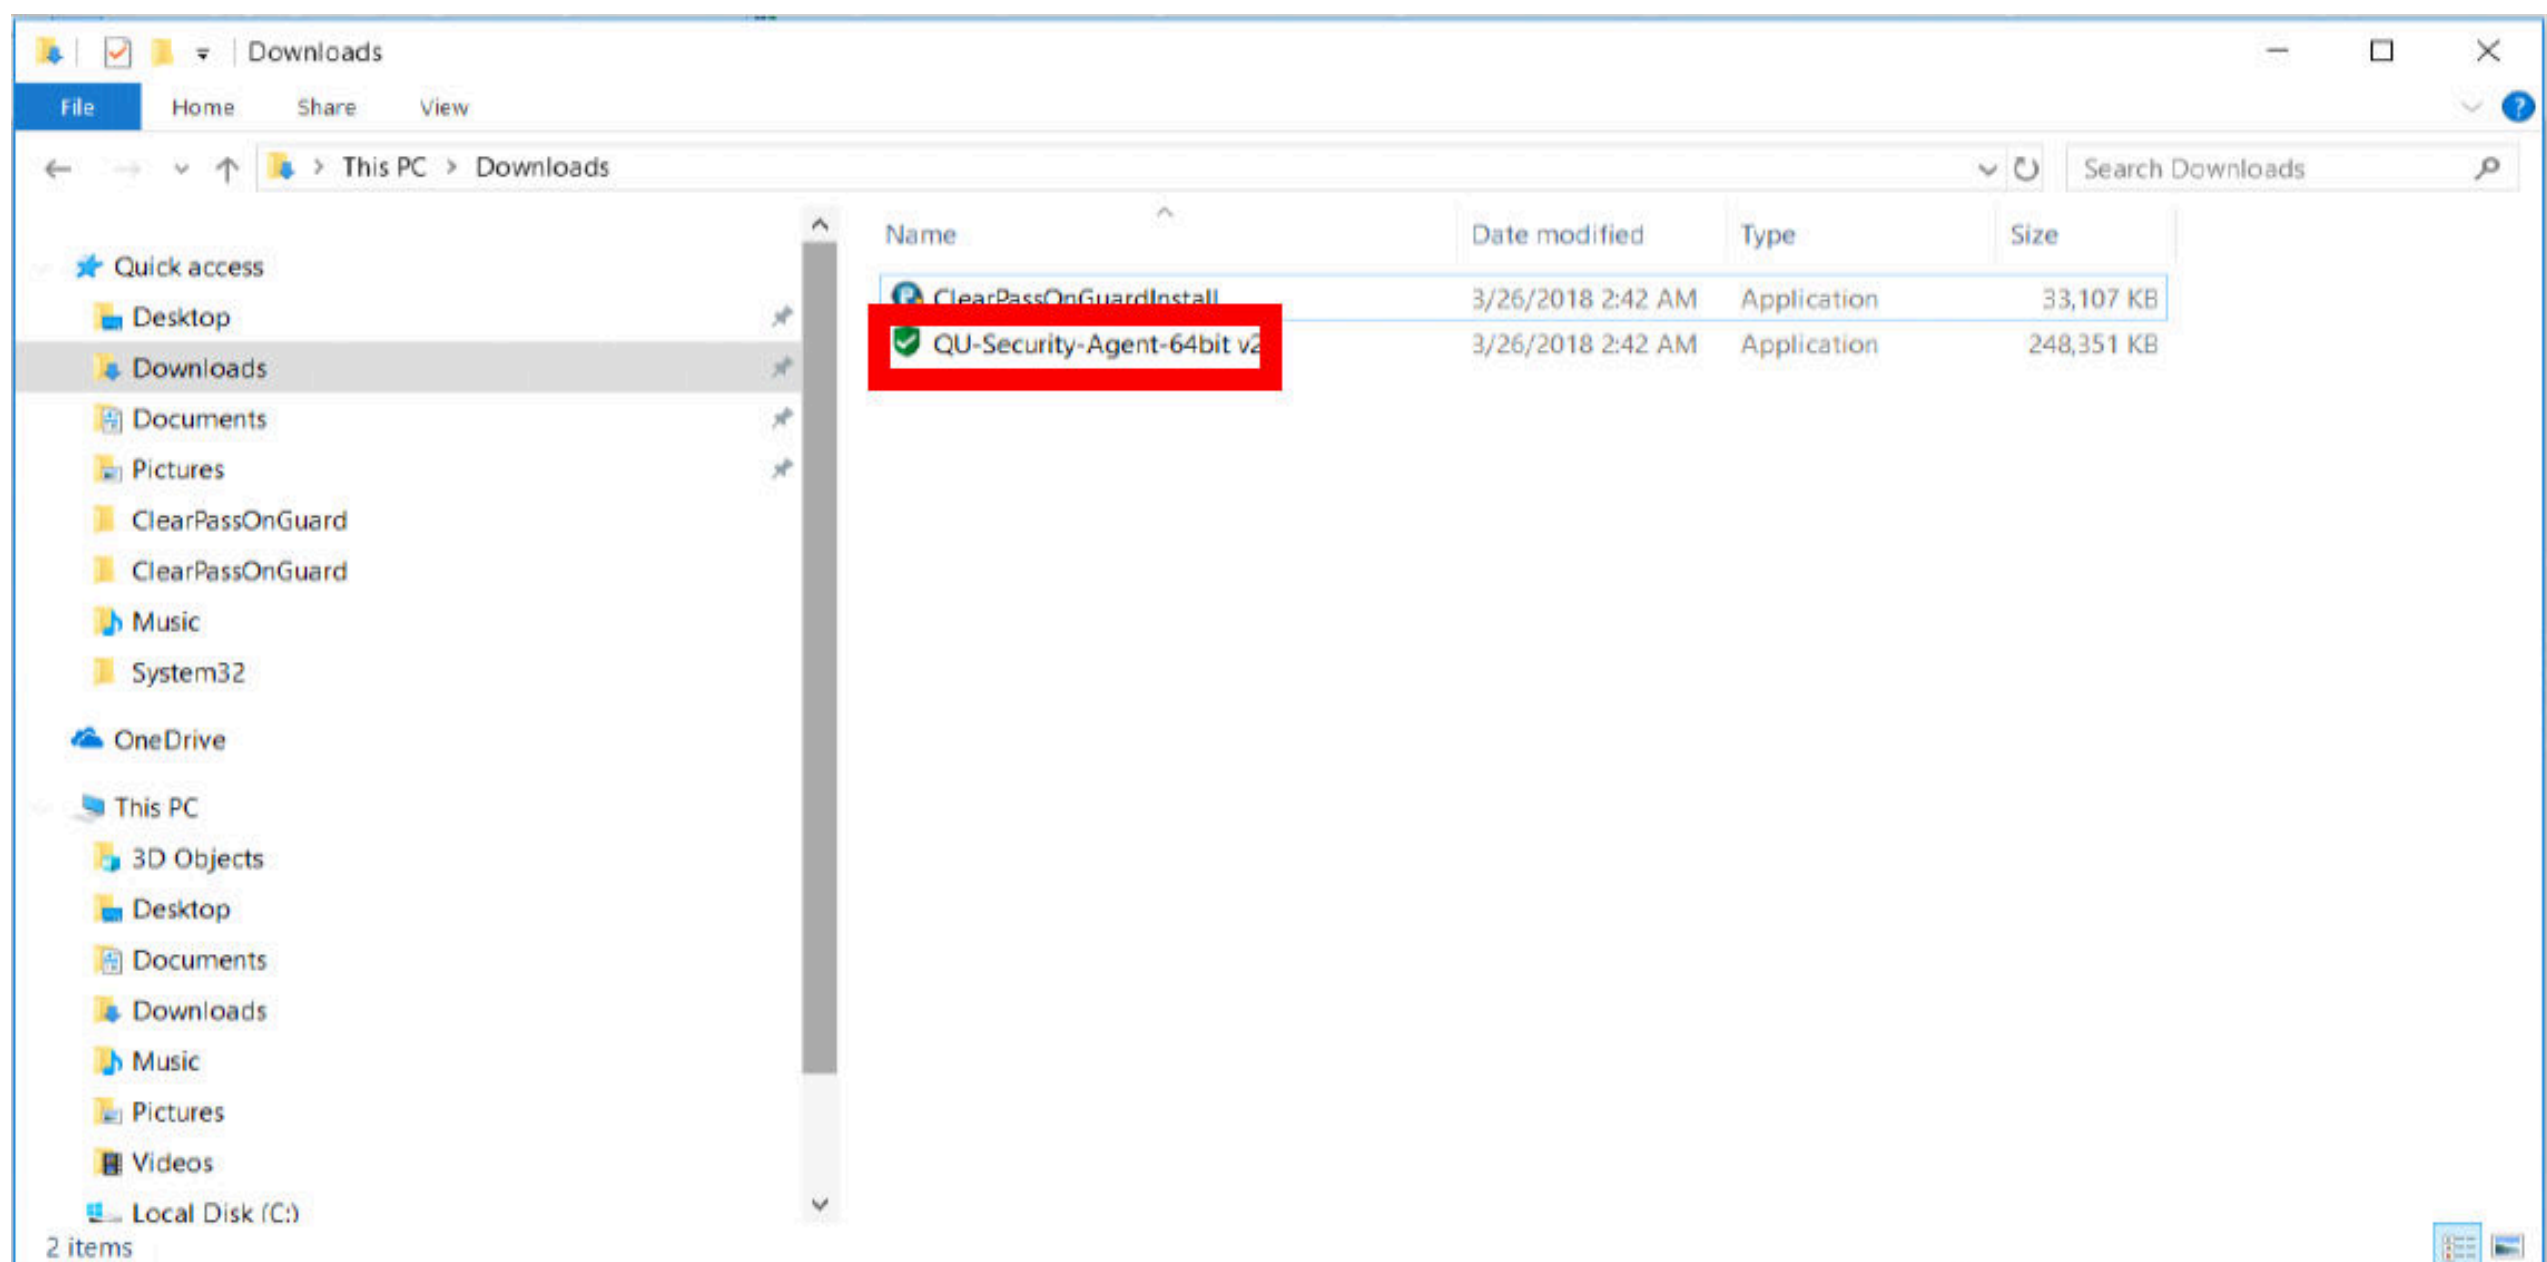 Downloads
File Home Share View
This PC > Downloads
Search Downloads
Name Date modified Type Size
ClearPassOnGuardInstall 3/26/2018 2:42 AM Application 33,107 KB
QU-Security-Agent-64bit v2 3/26/2018 2:42 AM Application 248,351 KB
Quick access
Desktop
Downloads
Documents
Pictures
ClearPassOnGuard
ClearPassOnGuard
Music
System32
OneDrive
This PC
3D Objects
Desktop
Documents
Downloads
Music
Pictures
Videos
Local Disk (C:)
2 items